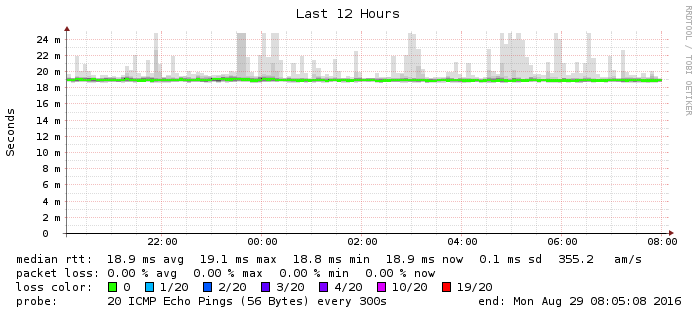 Last 12 Hours
RRDTOOL / TOBI OETIKER
Seconds
24 m
22 m
20 m
18 m
16 m
14 m
12 m
10 m
8 m
6 m
4 m
2 m
0
22:00 00:00 02:00 04:00 06:00 08:00
median rtt: 18.9 ms avg 19.1 ms max 18.8 ms min 18.9 ms now 0.1 ms sd 355.2 am/s
packet loss: 0.00 % avg 0.00 % max 0.00 % min 0.00 % now
loss color: 0 1/20 2/20 3/20 4/20 10/20 19/20
probe: 20 ICMP Echo Pings (56 Bytes) every 300s end: Mon Aug 29 08:05:08 2016